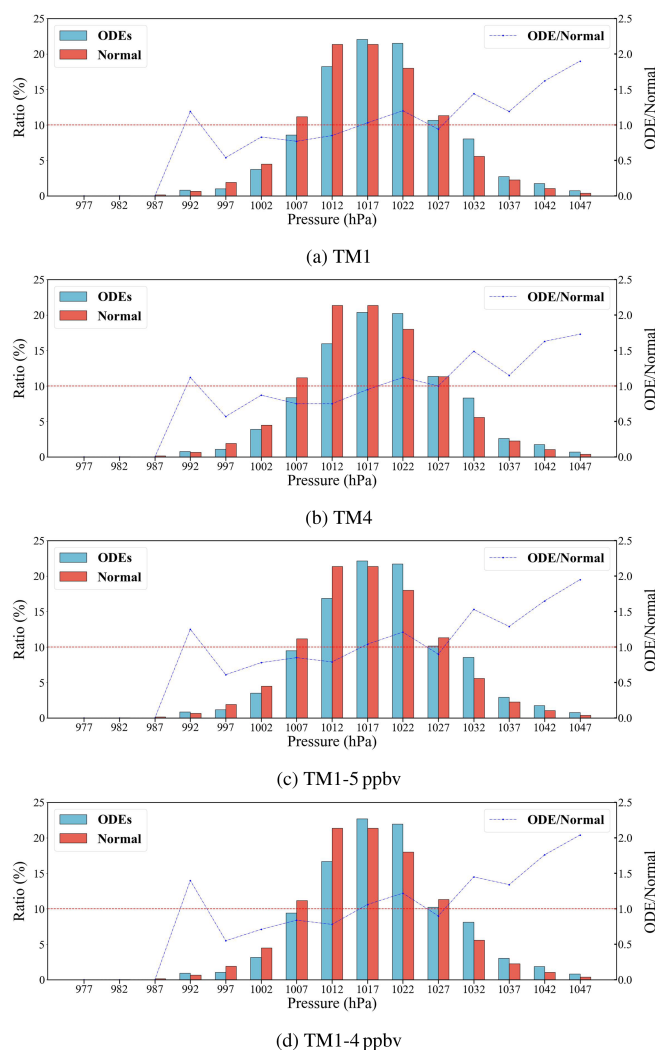 25
20
15
10
5
0
Ratio (%)
ODEs
Normal
ODE/Normal
2.5
2.0
1.5
1.0
0.5
0.0
ODE/Normal
977 982 987 992 997 1002 1007 1012 1017 1022 1027 1032 1037 1042 1047
Pressure (hPa)
(a) TM1
25
20
15
10
5
0
Ratio (%)
ODEs
Normal
ODE/Normal
2.5
2.0
1.5
1.0
0.5
0.0
ODE/Normal
977 982 987 992 997 1002 1007 1012 1017 1022 1027 1032 1037 1042 1047
Pressure (hPa)
(b) TM4
25
20
15
10
5
0
Ratio (%)
ODEs
Normal
ODE/Normal
2.5
2.0
1.5
1.0
0.5
0.0
ODE/Normal
977 982 987 992 997 1002 1007 1012 1017 1022 1027 1032 1037 1042 1047
Pressure (hPa)
(c) TM1-5 ppbv
25
20
15
10
5
0
Ratio (%)
ODEs
Normal
ODE/Normal
2.5
2.0
1.5
1.0
0.5
0.0
ODE/Normal
977 982 987 992 997 1002 1007 1012 1017 1022 1027 1032 1037 1042 1047
Pressure (hPa)
(d) TM1-4 ppbv